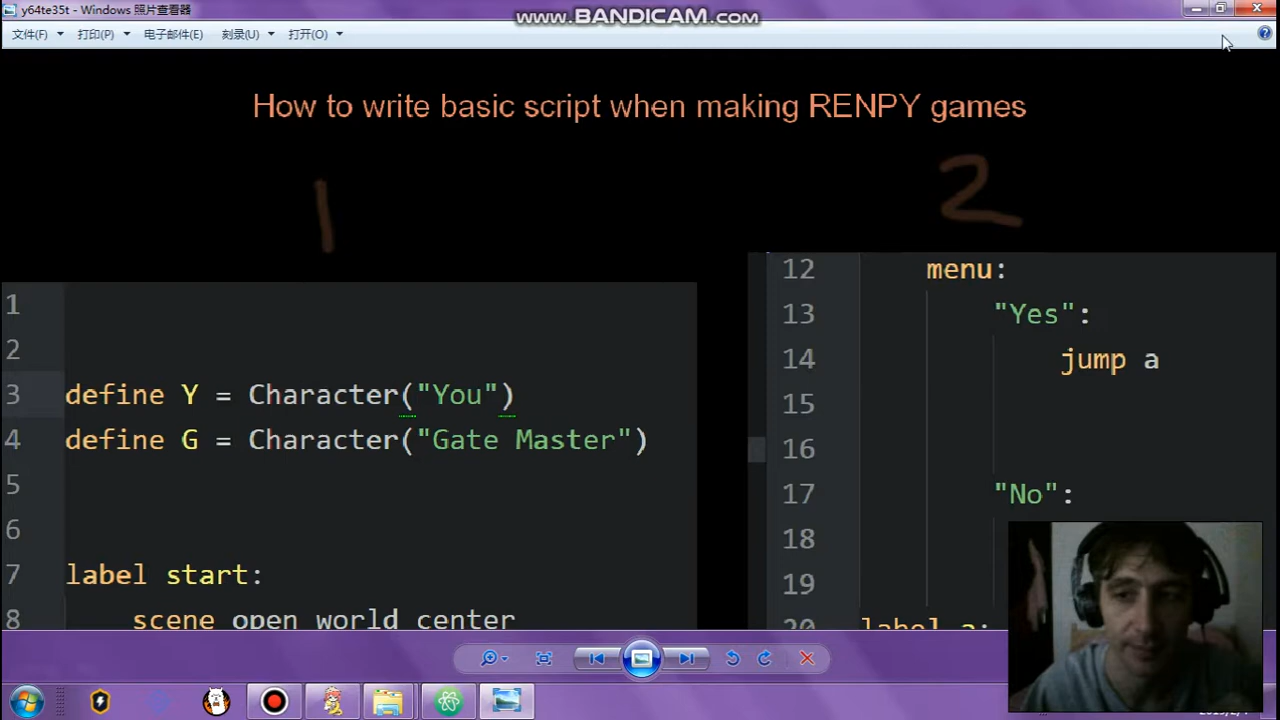 y64te35t - Windows 照片查看器
www.BANDICAM.com
文件(F) 打印(P) 电子邮件(E) 刻录(U) 打开(O)
How to write basic script when making RENPY games
1 2
1
2
3 define Y = Character("You")
4 define G = Character("Gate Master")
5
6
7 label start:
8 scene open world center
12 menu:
13 "Yes":
14 jump a
15
16
17 "No":
18
19
20 label a: